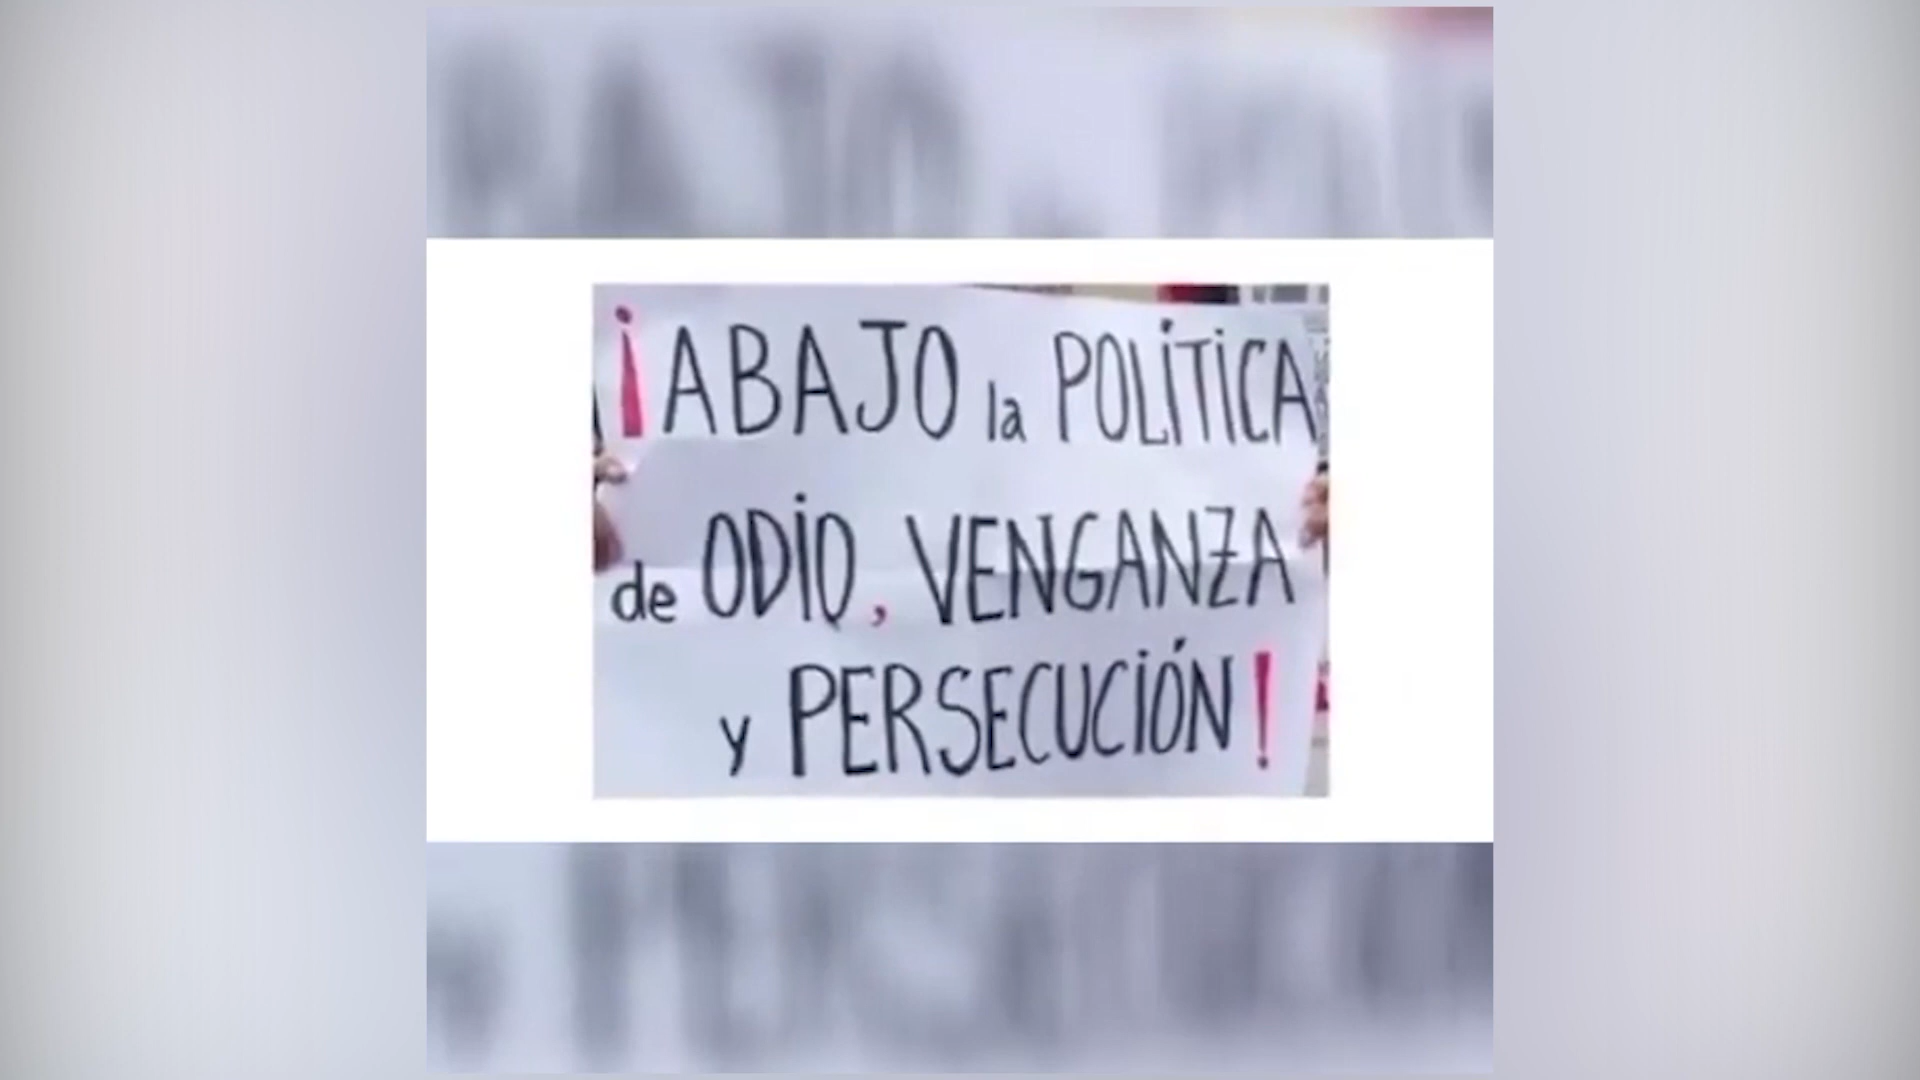 ¡ABAJO la POLÍTICA
de ODIO, VENGANZA
y PERSECUCIÓN!